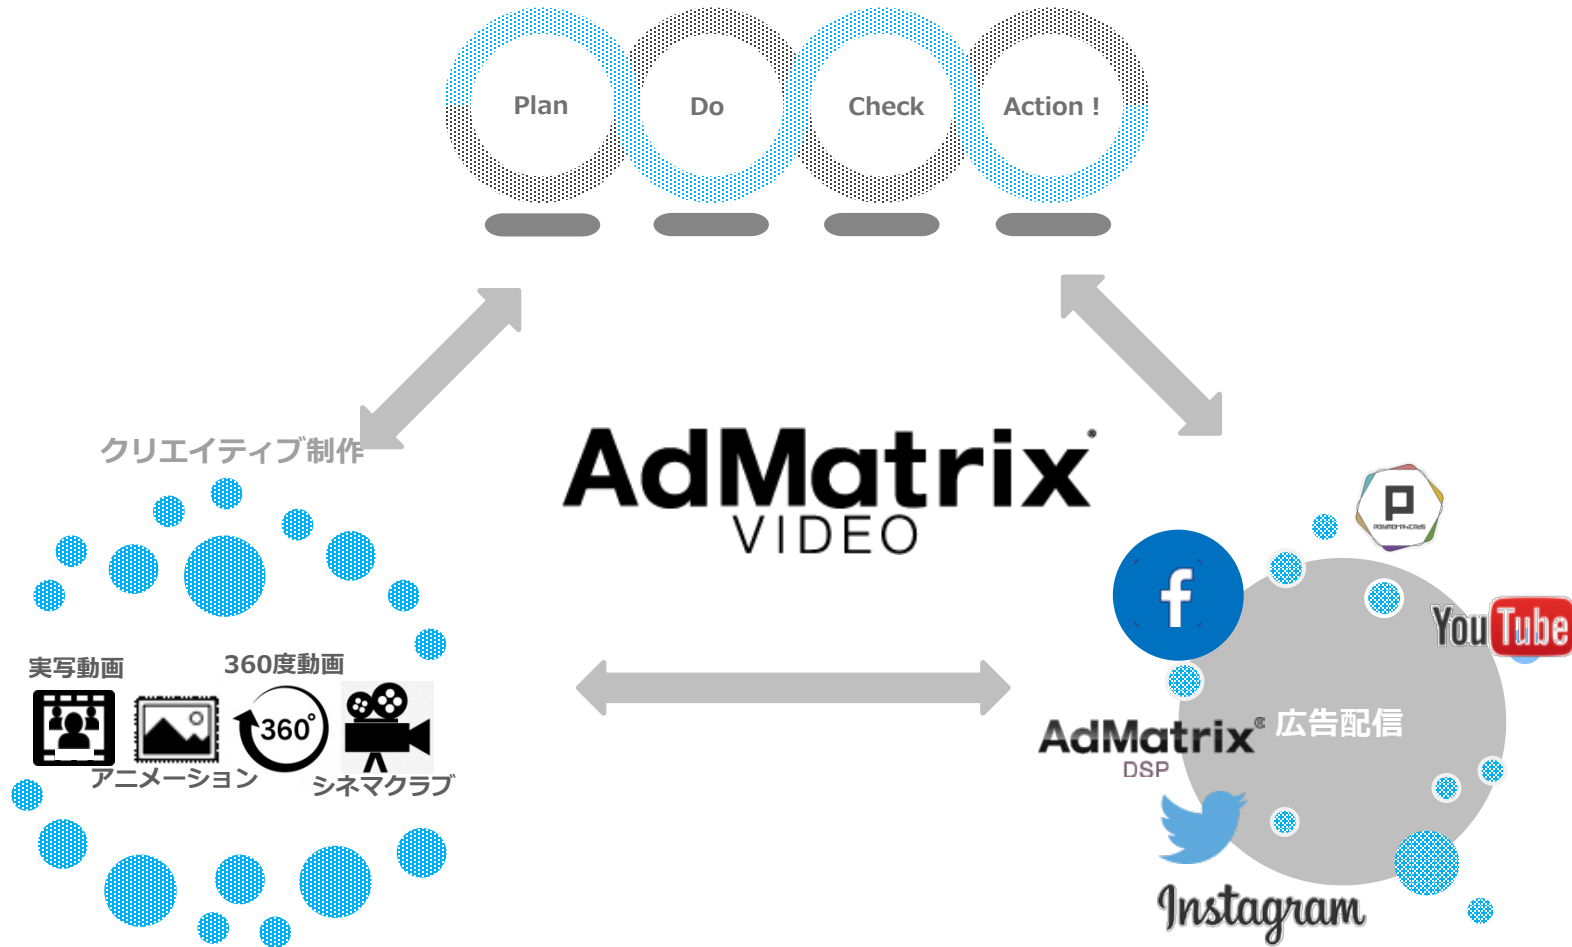 Plan
Do
Check
Action !
クリエイティブ制作
AdMatrix®
VIDEO
P
f
YouTube
実写動画
360度動画
360°
アニメーション
シネマクラブ
AdMatrix®
DSP
広告配信
Instagram